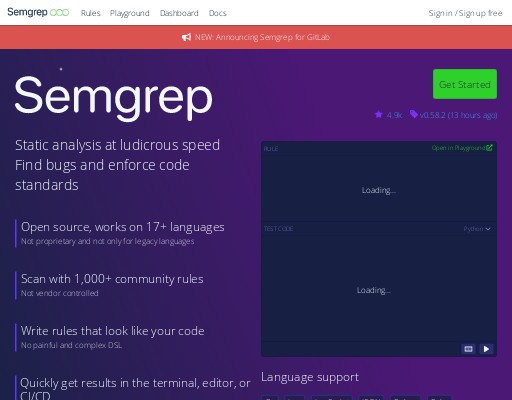 Semgrep Rules Playground Dashboard Docs Sign in / Sign up free
NEW: Announcing Semgrep for GitLab
Semgrep
Get Started
4.9k v0.58.2 (13 hours ago)
Static analysis at ludicrous speed
Find bugs and enforce code
standards
RULE Open in Playground
Loading...
TEST CODE Python
Loading...
Open source, works on 17+ languages
Not proprietary and not only for legacy languages
Scan with 1,000+ community rules
Not vendor controlled
Write rules that look like your code
No painful and complex DSL
Quickly get results in the terminal, editor, or
CI/CD
Language support